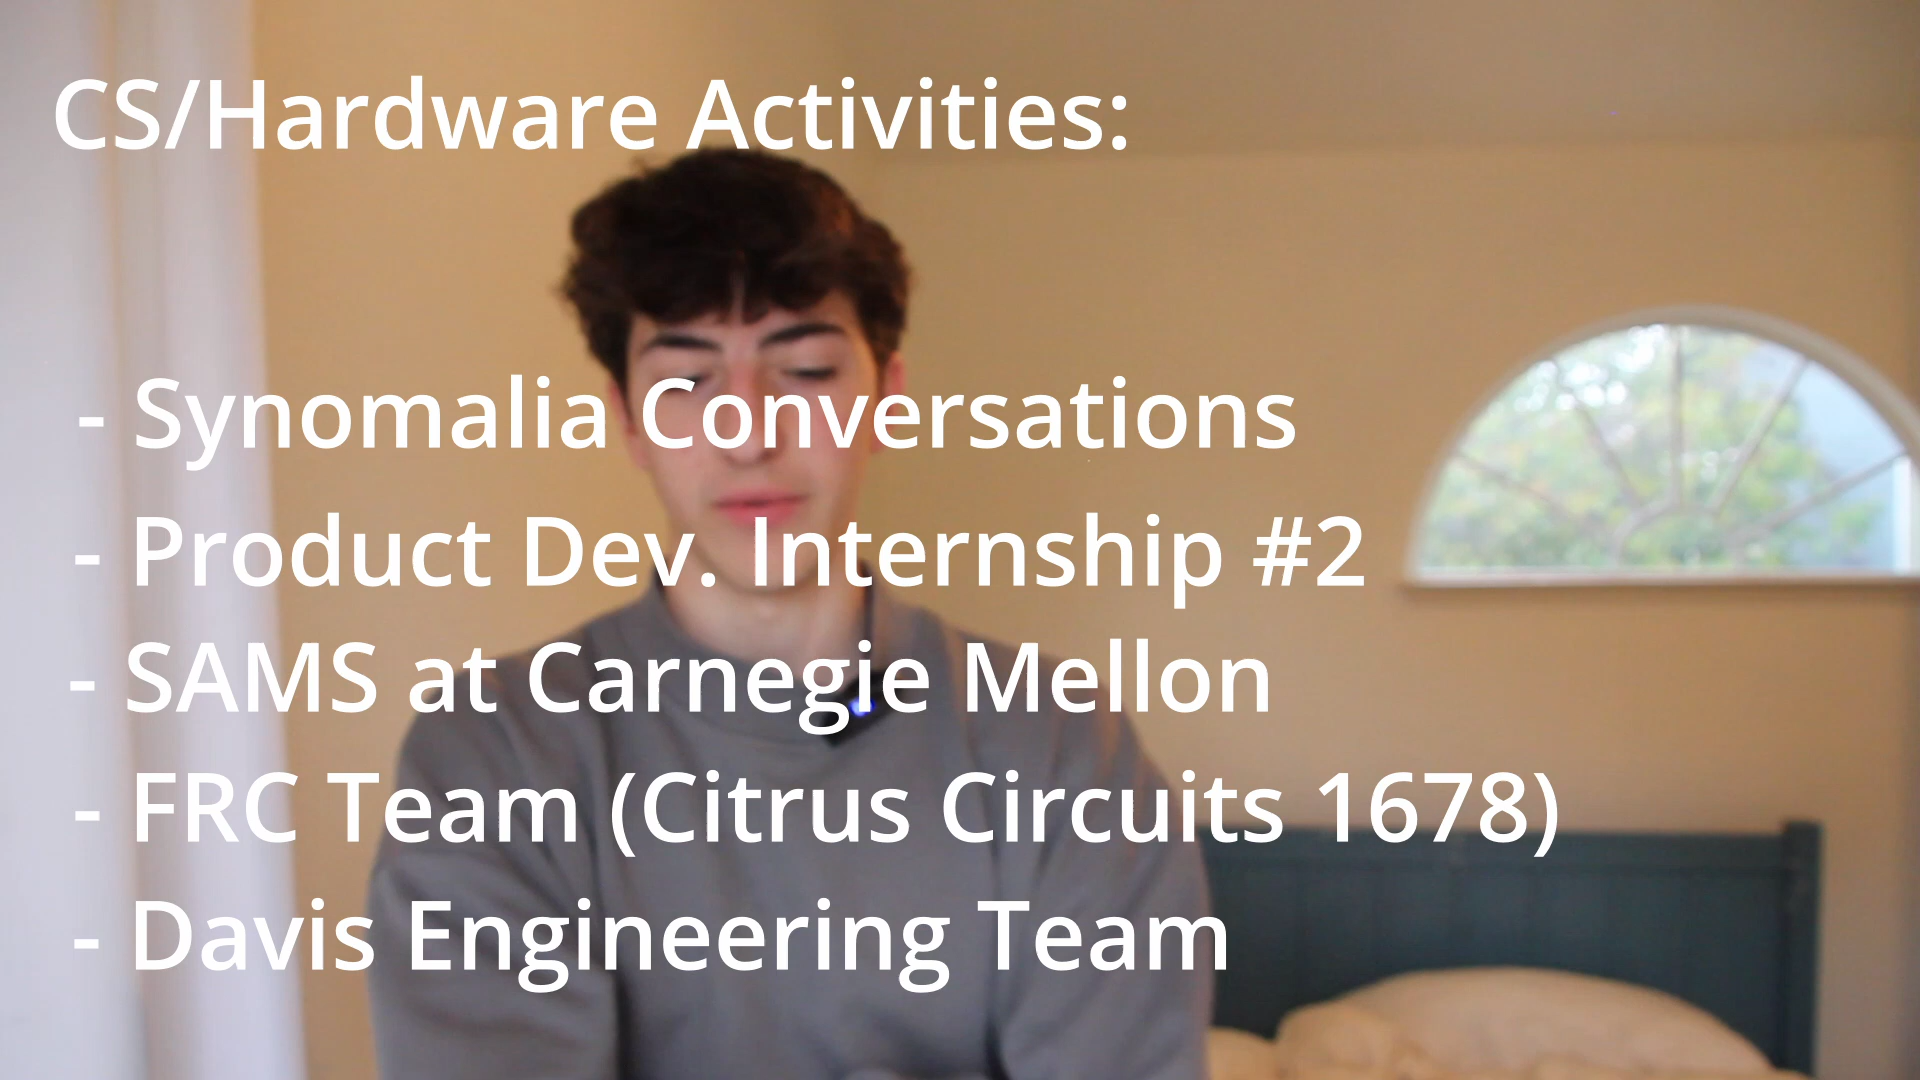 CS/Hardware Activities:
- Synomalia Conversations
- Product Dev. Internship #2
- SAMS at Carnegie Mellon
- FRC Team (Citrus Circuits 1678)
- Davis Engineering Team